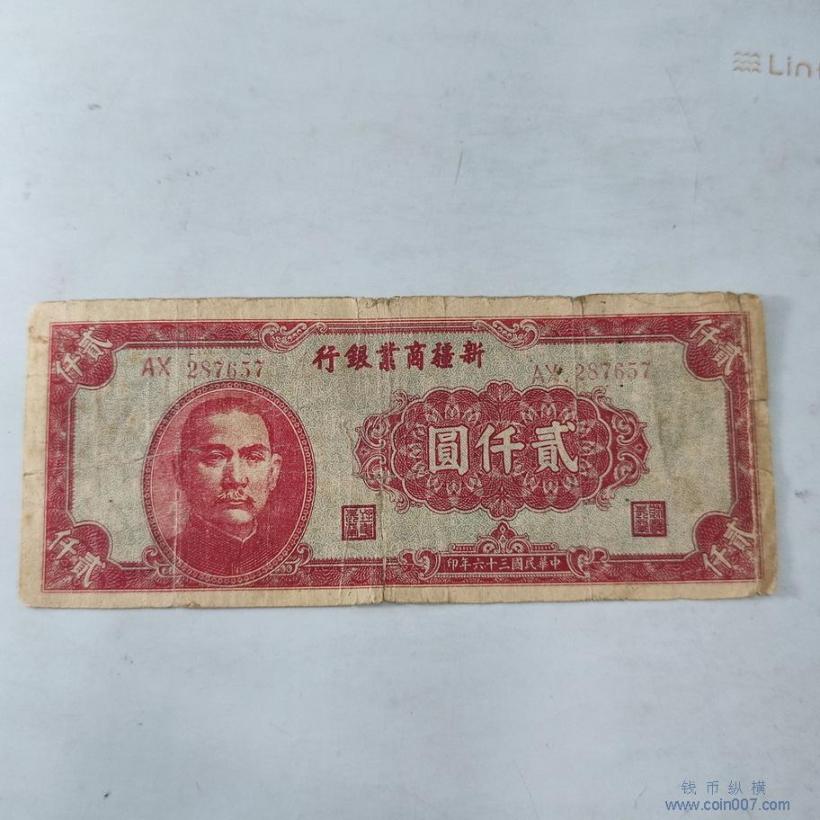 Lin
新疆商業銀行
AX 287657
AX 287657
貳仟
貳仟
貳仟圓
貳仟
貳仟
中華民國三十六年印
钱币纵横
www.coin007.com